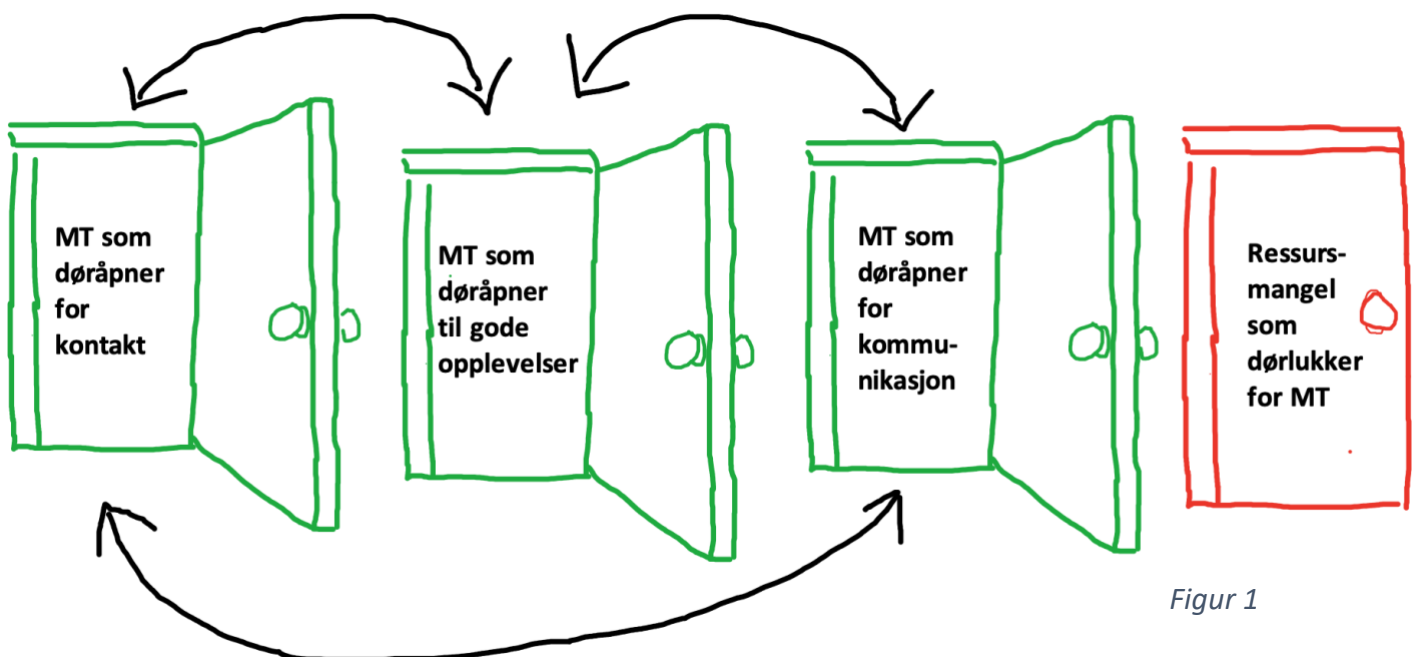 MT som
døråpner
for
kontakt
MT som
døråpner
til gode
opplevelser
MT som
døråpner
for
kommu-
nikasjon
Ressurs-
mangel
som
dørlukker
for MT
Figur 1